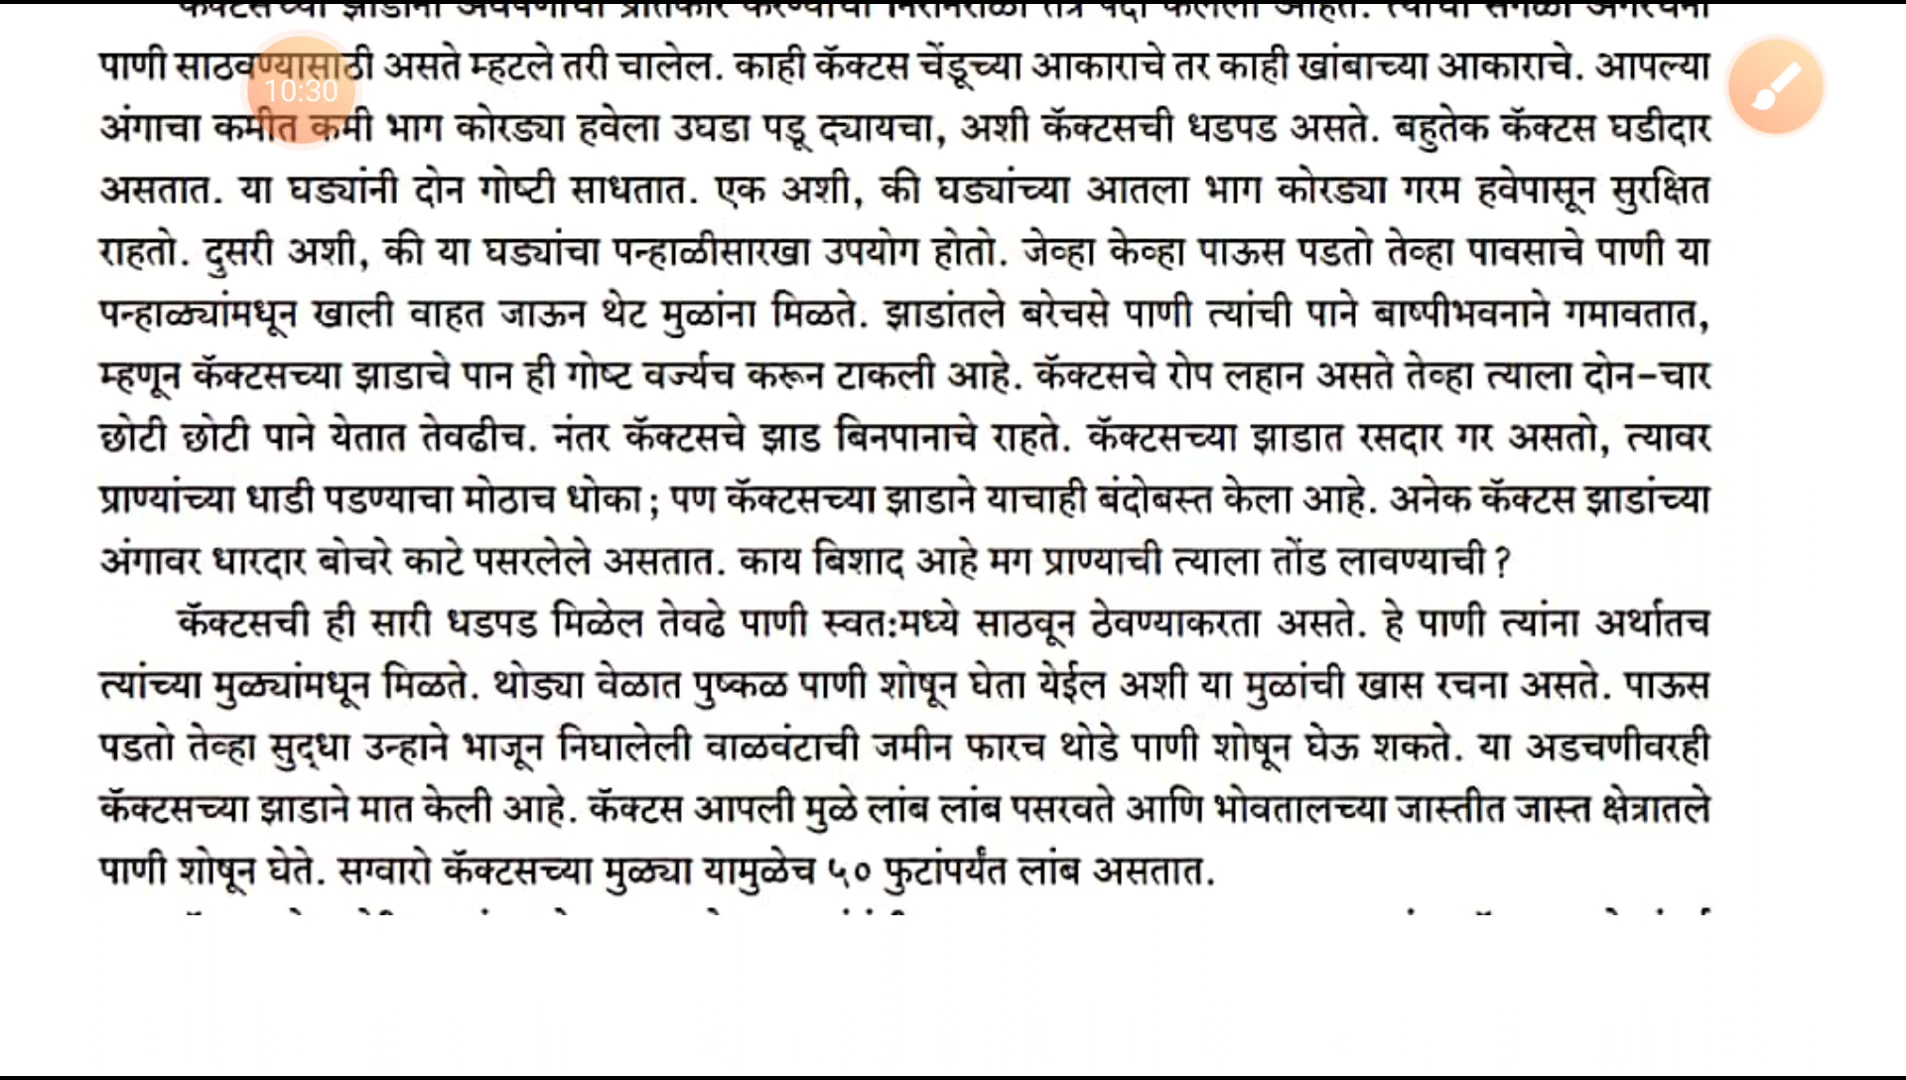 पाणी साठवण्यासाठी असते म्हटले तरी चालेल. काही कॅक्टस चेंडूच्या आकाराचे तर काही खांबाच्या आकाराचे. आपल्या
10:30
अंगाचा कमीत कमी भाग कोरड्या हवेला उघडा पडू द्यायचा, अशी कॅक्टसची धडपड असते. बहुतेक कॅक्टस घडीदार
असतात. या घड्यांनी दोन गोष्टी साधतात. एक अशी, की घड्यांच्या आतला भाग कोरड्या गरम हवेपासून सुरक्षित
राहतो. दुसरी अशी, की या घड्यांचा पन्हाळीसारखा उपयोग होतो. जेव्हा केव्हा पाऊस पडतो तेव्हा पावसाचे पाणी या
पन्हाळ्यांमधून खाली वाहत जाऊन थेट मुळांना मिळते. झाडांतले बरेचसे पाणी त्यांची पाने बाष्पीभवनाने गमावतात,
म्हणून कॅक्टसच्या झाडाचे पान ही गोष्ट वर्ज्यच करून टाकली आहे. कॅक्टसचे रोप लहान असते तेव्हा त्याला दोन-चार
छोटी छोटी पाने येतात तेवढीच. नंतर कॅक्टसचे झाड बिनपानाचे राहते. कॅक्टसच्या झाडात रसदार गर असतो, त्यावर
प्राण्यांच्या धाडी पडण्याचा मोठाच धोका; पण कॅक्टसच्या झाडाने याचाही बंदोबस्त केला आहे. अनेक कॅक्टस झाडांच्या
अंगावर धारदार बोचरे काटे पसरलेले असतात. काय बिशाद आहे मग प्राण्याची त्याला तोंड लावण्याची ?
कॅक्टसची ही सारी धडपड मिळेल तेवढे पाणी स्वत:मध्ये साठवून ठेवण्याकरता असते. हे पाणी त्यांना अर्थातच
त्यांच्या मुळ्यांमधून मिळते. थोड्या वेळात पुष्कळ पाणी शोषून घेता येईल अशी या मुळांची खास रचना असते. पाऊस
पडतो तेव्हा सुद्धा उन्हाने भाजून निघालेली वाळवंटाची जमीन फारच थोडे पाणी शोषून घेऊ शकते. या अडचणीवरही
कॅक्टसच्या झाडाने मात केली आहे. कॅक्टस आपली मुळे लांब लांब पसरवते आणि भोवतालच्या जास्तीत जास्त क्षेत्रातले
पाणी शोषून घेते. सग्वारो कॅक्टसच्या मुळ्या यामुळेच ५० फुटांपर्यंत लांब असतात.